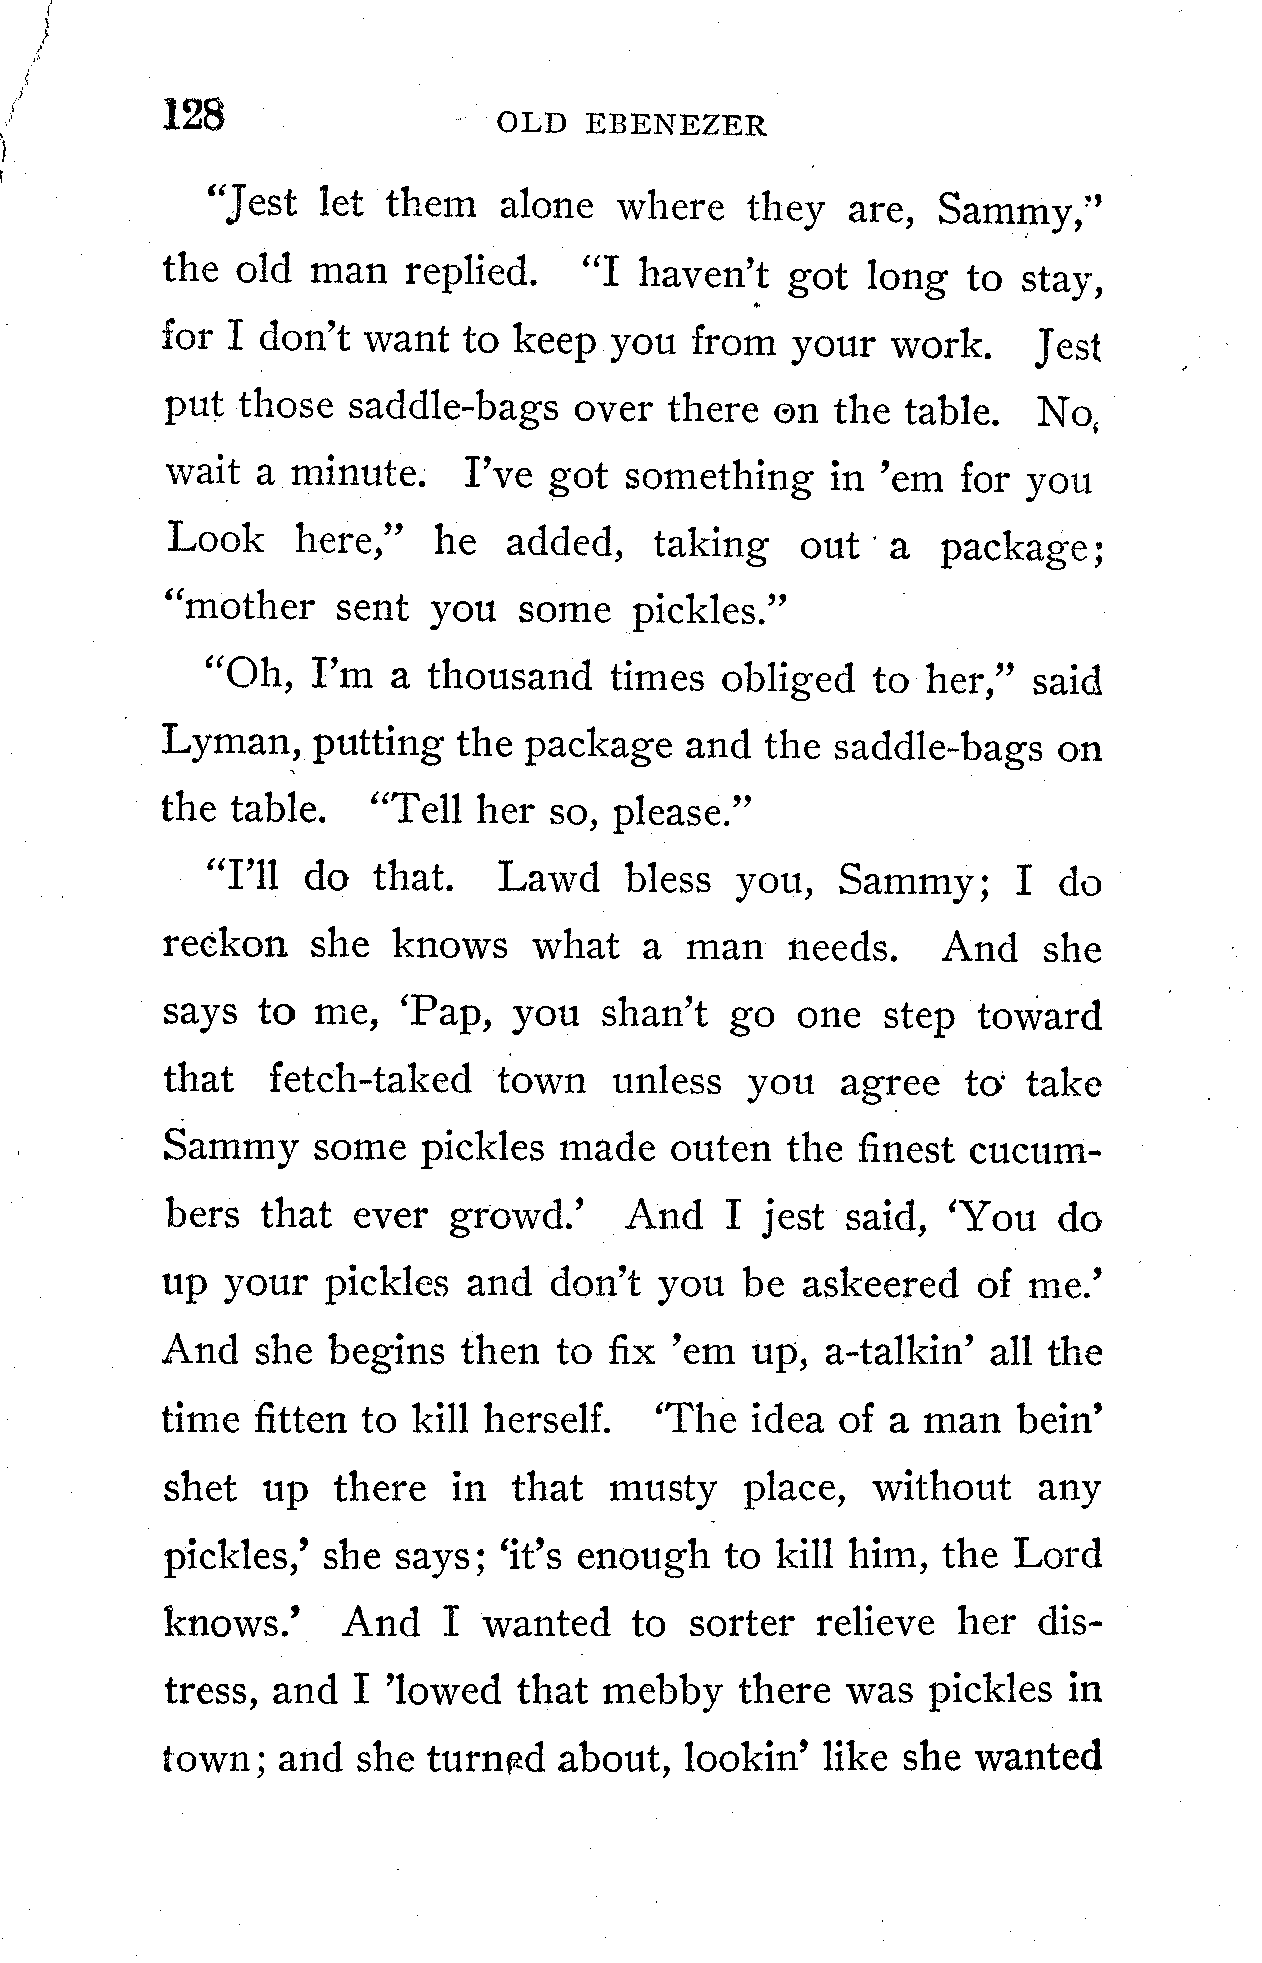 128 OLD EBENEZER
“Jest let them alone where they are, Sammy,”
the old man replied. “I haven’t got long to stay,
for I don’t want to keep you from your work. Jest
put those saddle-bags over there on the table. No,
wait a minute. I’ve got something in ’em for you
Look here,” he added, taking out a package;
“mother sent you some pickles.”
“Oh, I’m a thousand times obliged to her,” said
Lyman, putting the package and the saddle-bags on
the table. “Tell her so, please.”
“I’ll do that. Lawd bless you, Sammy; I do
reckon she knows what a man needs. And she
says to me, ‘Pap, you shan’t go one step toward
that fetch-taked town unless you agree to take
Sammy some pickles made outen the finest cucum-
bers that ever growd.’ And I jest said, ‘You do
up your pickles and don’t you be askeered of me.’
And she begins then to fix ’em up, a-talkin’ all the
time fitten to kill herself. ‘The idea of a man bein’
shet up there in that musty place, without any
pickles,’ she says; ‘it’s enough to kill him, the Lord
knows.’ And I wanted to sorter relieve her dis-
tress, and I ’lowed that mebby there was pickles in
town; and she turned about, lookin’ like she wanted